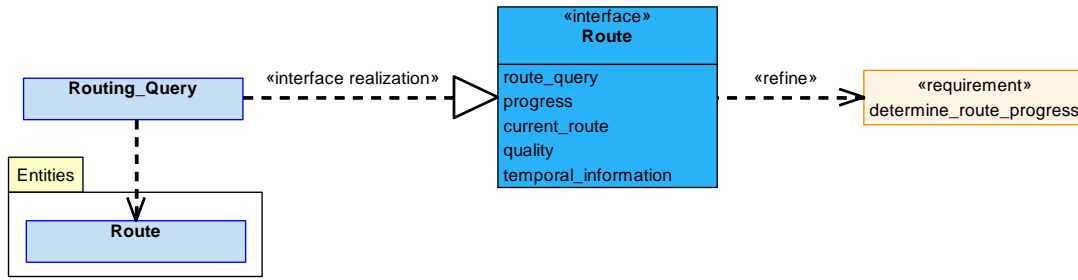 «interface»
Route
Routing_Query
«interface realization»
route_query
progress
current_route
quality
temporal_information
«refine»
«requirement»
determine_route_progress
Entities
Route